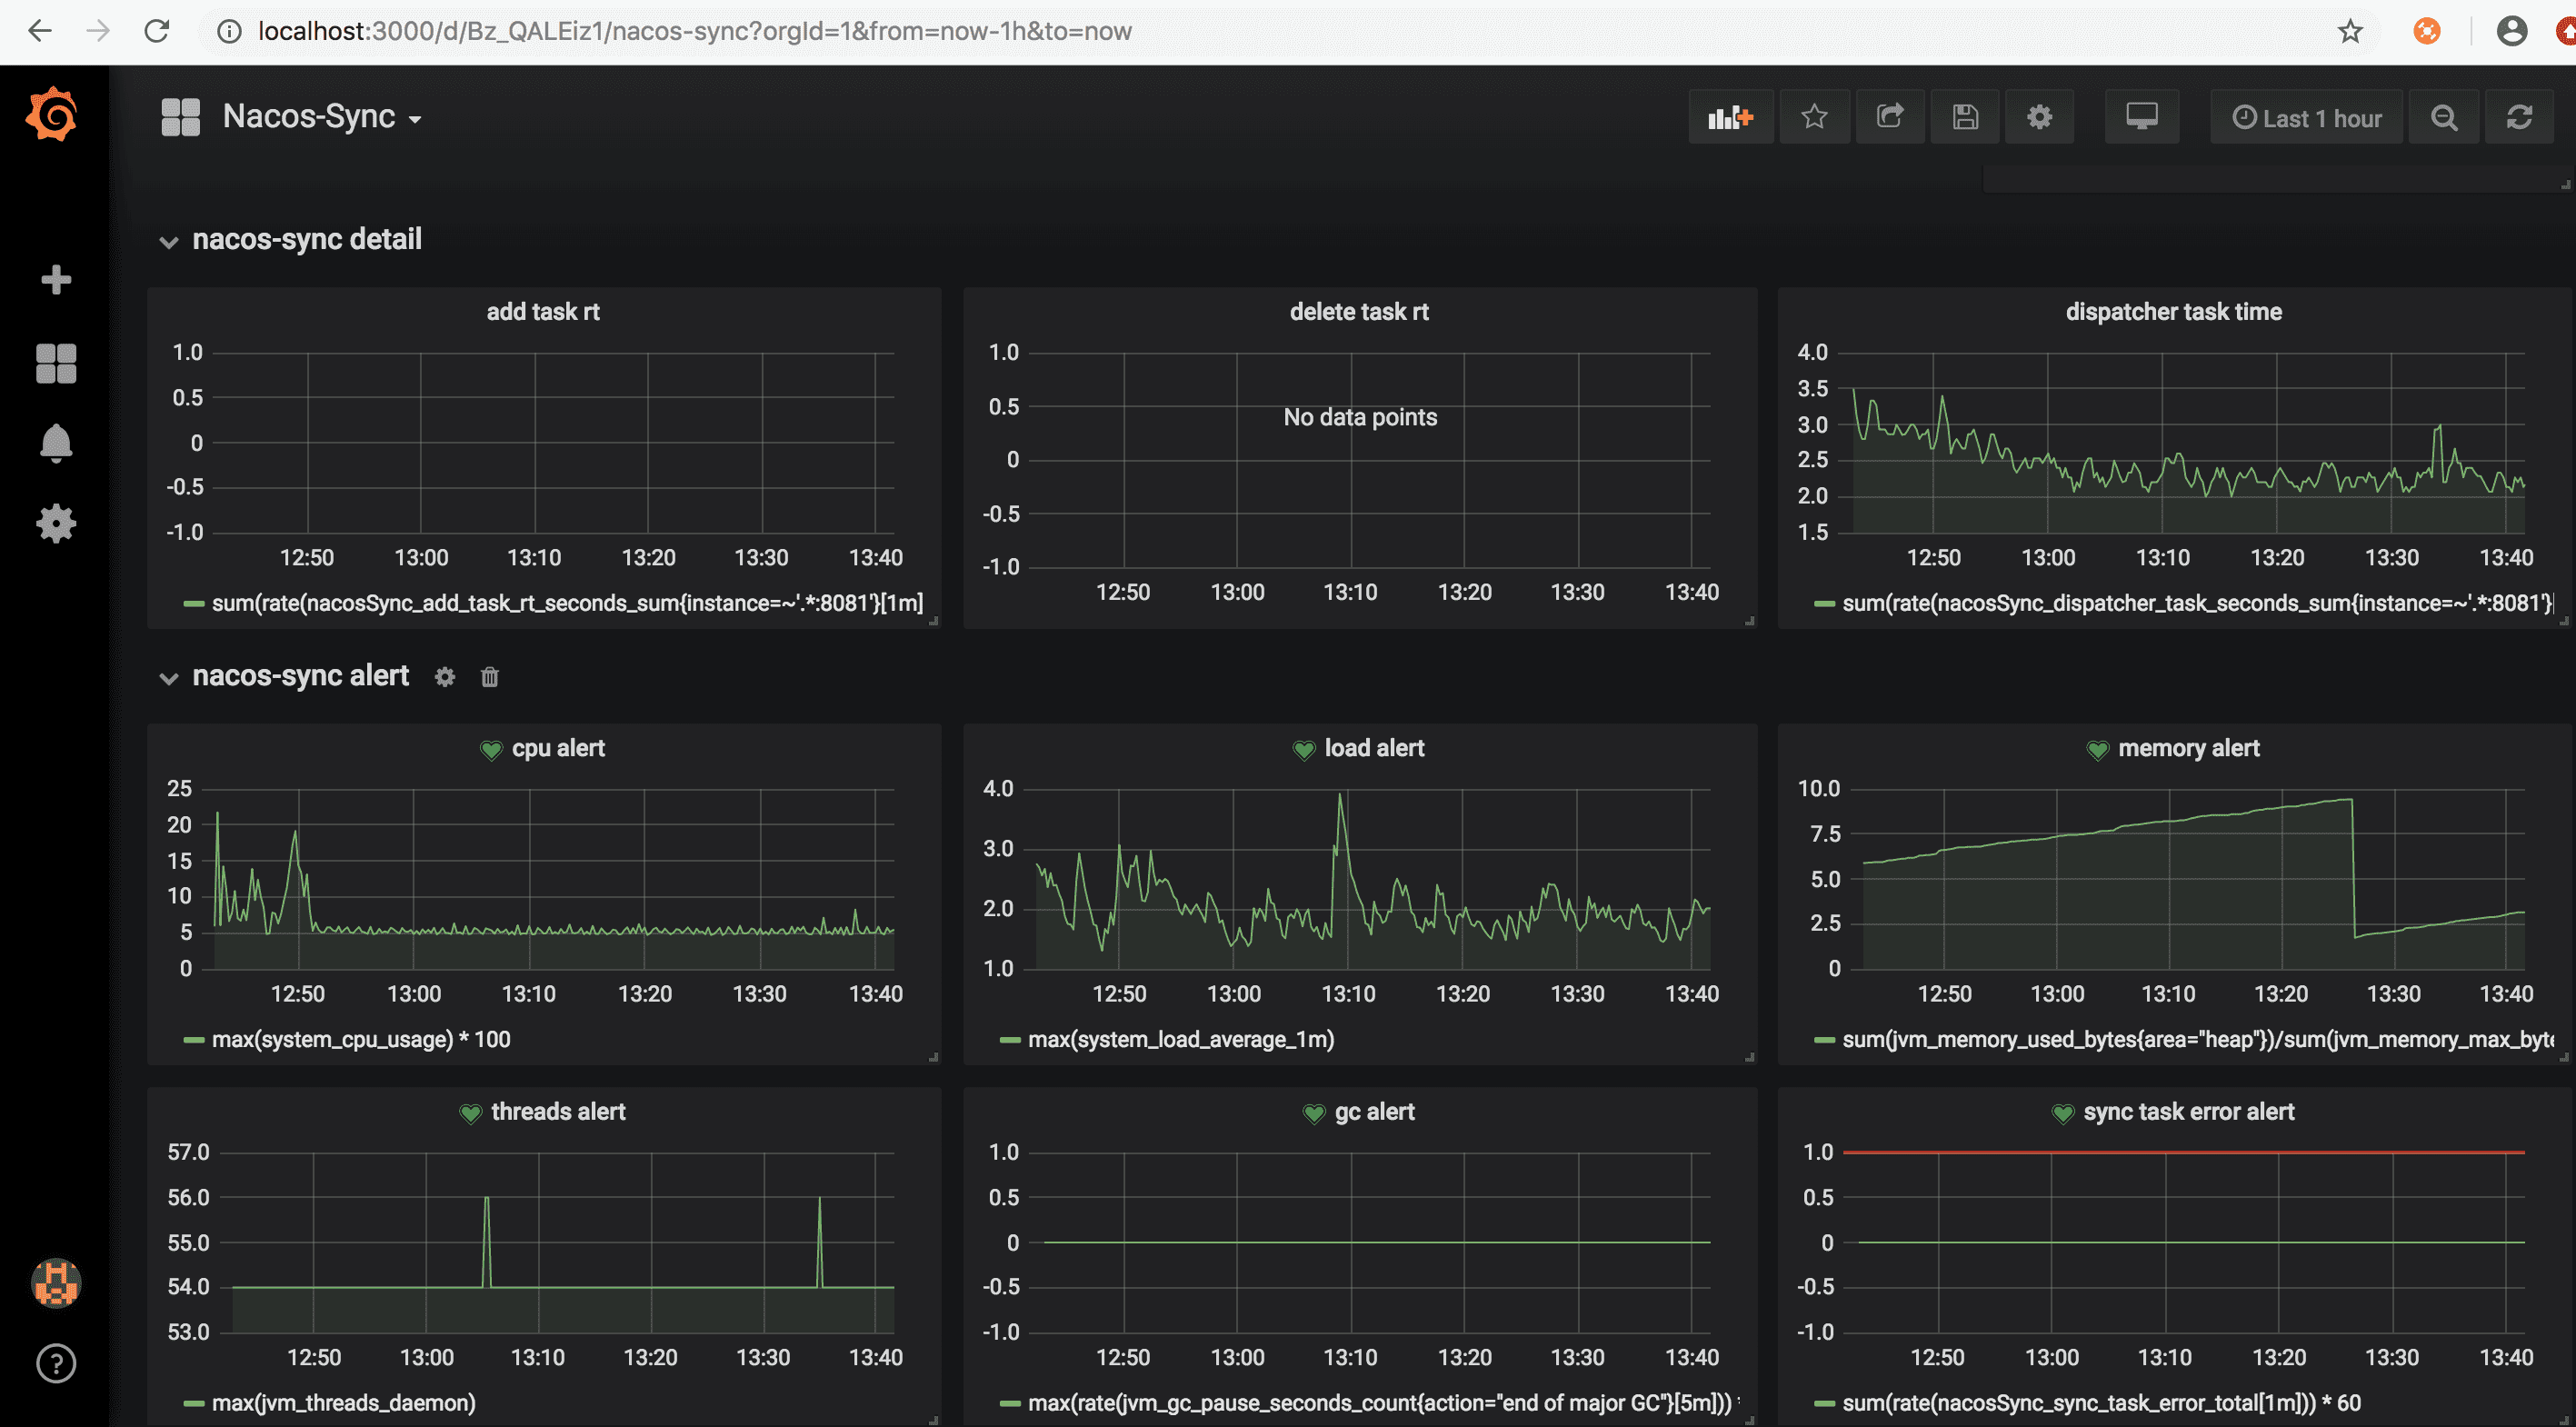 localhost:3000/d/Bz_QALEiz1/nacos-sync?orgId=1&from=now-1h&to=now
Nacos-Sync
Last 1 hour
nacos-sync detail
add task rt
1.0
0.5
0
-0.5
-1.0
12:50 13:00 13:10 13:20 13:30 13:40
sum(rate(nacosSync_add_task_rt_seconds_sum{instance=~'.*:8081'}[1m]
delete task rt
1.0
0.5
0
-0.5
-1.0
No data points
12:50 13:00 13:10 13:20 13:30 13:40
dispatcher task time
4.0
3.5
3.0
2.5
2.0
1.5
12:50 13:00 13:10 13:20 13:30 13:40
sum(rate(nacosSync_dispatcher_task_seconds_sum{instance=~'.*:8081'}[
nacos-sync alert
cpu alert
25
20
15
10
5
0
12:50 13:00 13:10 13:20 13:30 13:40
max(system_cpu_usage) * 100
load alert
4.0
3.0
2.0
1.0
12:50 13:00 13:10 13:20 13:30 13:40
max(system_load_average_1m)
memory alert
10.0
7.5
5.0
2.5
0
12:50 13:00 13:10 13:20 13:30 13:40
sum(jvm_memory_used_bytes{area="heap"})/sum(jvm_memory_max_byte
threads alert
57.0
56.0
55.0
54.0
53.0
12:50 13:00 13:10 13:20 13:30 13:40
max(jvm_threads_daemon)
gc alert
1.0
0.5
0
-0.5
-1.0
12:50 13:00 13:10 13:20 13:30 13:40
max(rate(jvm_gc_pause_seconds_count{action="end of major GC"}[5m])) *
sync task error alert
1.0
0.5
0
-0.5
-1.0
12:50 13:00 13:10 13:20 13:30 13:40
sum(rate(nacosSync_sync_task_error_total[1m])) * 60